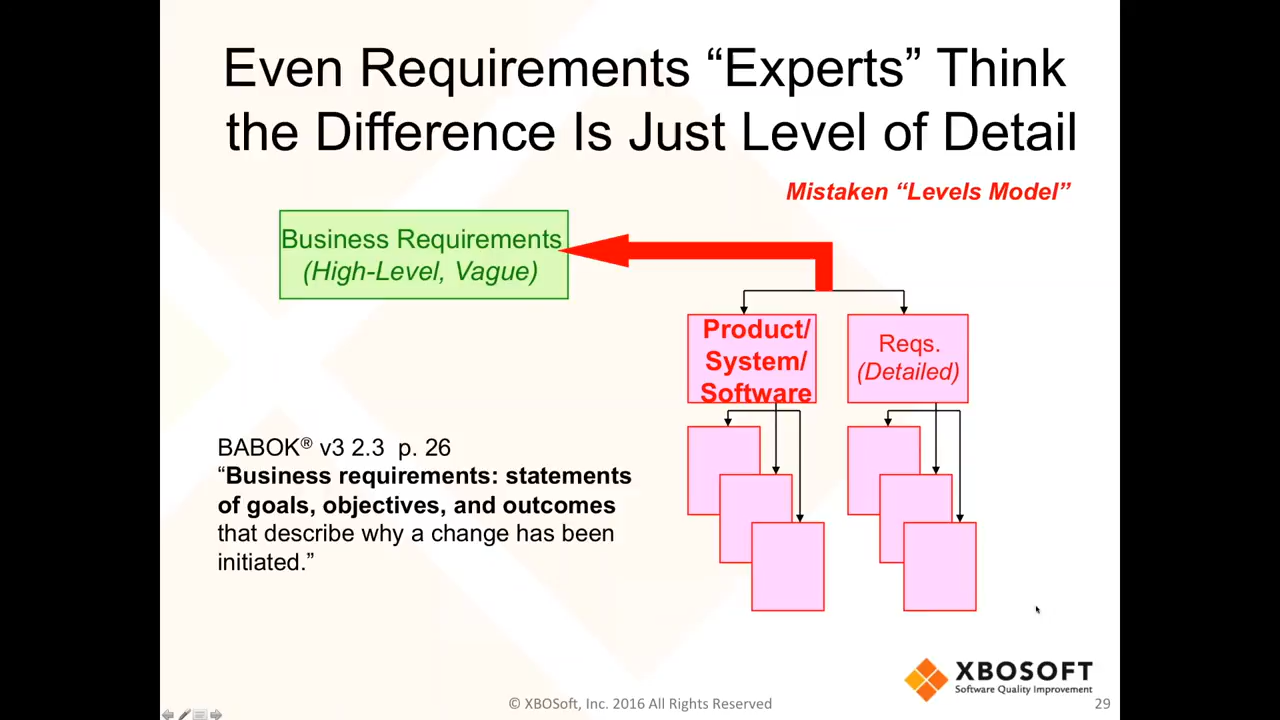 Even Requirements “Experts” Think
the Difference Is Just Level of Detail
Mistaken “Levels Model”
Business Requirements
(High-Level, Vague)
Product/
System/
Software
Reqs.
(Detailed)
BABOK® v3 2.3 p. 26
“Business requirements: statements
of goals, objectives, and outcomes
that describe why a change has been
initiated.”
XBOSOFT
Software Quality Improvement
© XBOSoft, Inc. 2016 All Rights Reserved
29